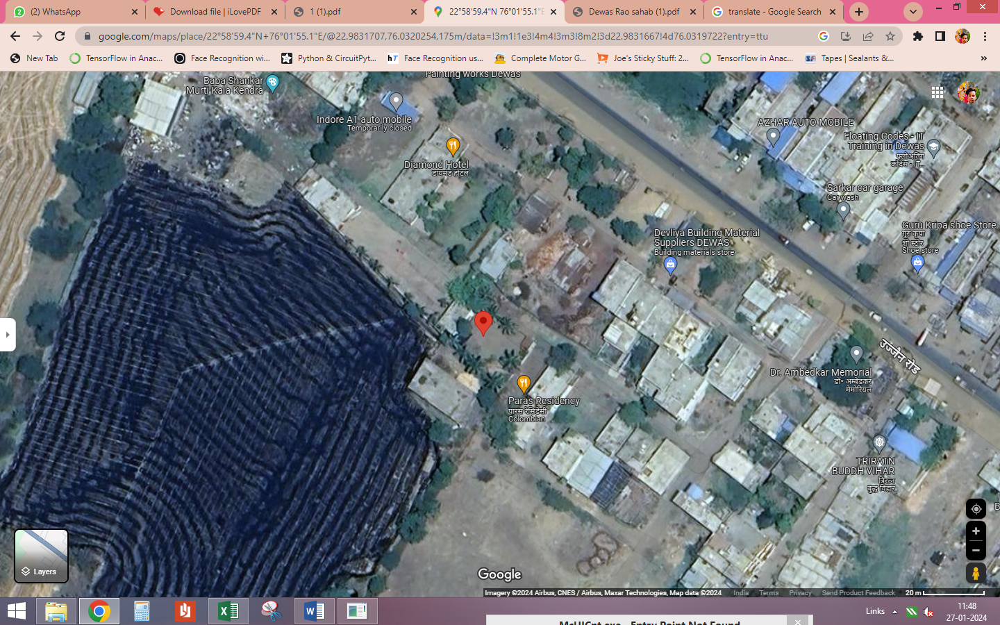 (2) WhatsApp
Download file | iLovePDF
1 (1).pdf
22°58'59.4"N 76°01'55.1"E
Dewas Rao sahab (1).pdf
translate - Google Search
google.com/maps/place/22°58'59.4"N+76°01'55.1"E/@22.9831707,76.0320254,175m/data=!3m1!1e3!4m4!3m3!8m2!3d22.9831667!4d76.0319722?entry=ttu
New Tab
TensorFlow in Anac...
Face Recognition wi...
Python & CircuitPyt...
hT
Face Recognition us...
Complete Motor G...
Joe's Sticky Stuff: 2...
TensorFlow in Anac...
Tapes | Sealants &...
»
Painting works Dewas
Baba Shankar
Murti Kala Kendra
Indore A1 auto mobile
Temporarily closed
AZHAR AUTO MOBILE
Floating Codes - IT
Training in Dewas
फ्लोअतिंग
कोदेस - IT...
Diamond Hotel
डायमंड होटल
Sarkar car garage
Car wash
Guru Kripa shoe Store
गुरु कृपा
शो स्टोर
Shoe store
Devliya Building Material
Suppliers DEWAS
Building materials store
उज्जैन रोड
Dr. Ambedkar Memorial
डॉ॰ अम्बेडकर
मेमोरियल
Paras Residency
पारस रेसिडेंसी
Colombian
TRIRATN
BUDDH VIHAR
त्रिरत्न
बुद्ध विहार
B
Layers
Google
Imagery ©2024 Airbus, CNES / Airbus, Maxar Technologies, Map data ©2024
India
Terms
Privacy
Send Product Feedback
20 m
Links
11:48
27-01-2024
McUICnt.exe - Entry Point Not Found